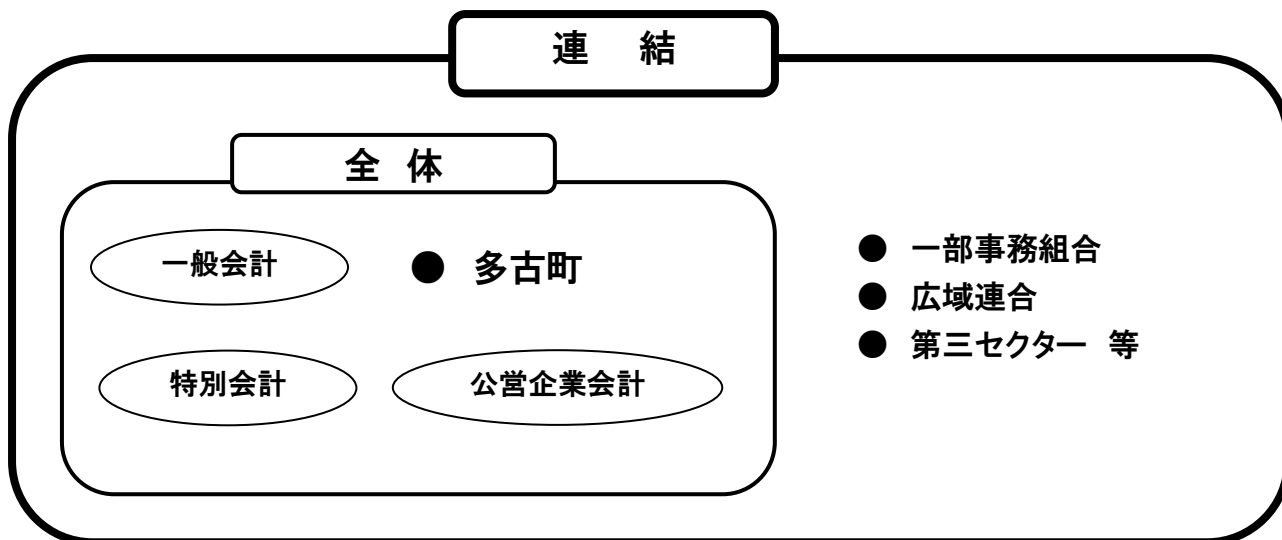 連 結
全 体
一般会計
● 多古町
特別会計
公営企業会計
● 一部事務組合
● 広域連合
● 第三セクター 等